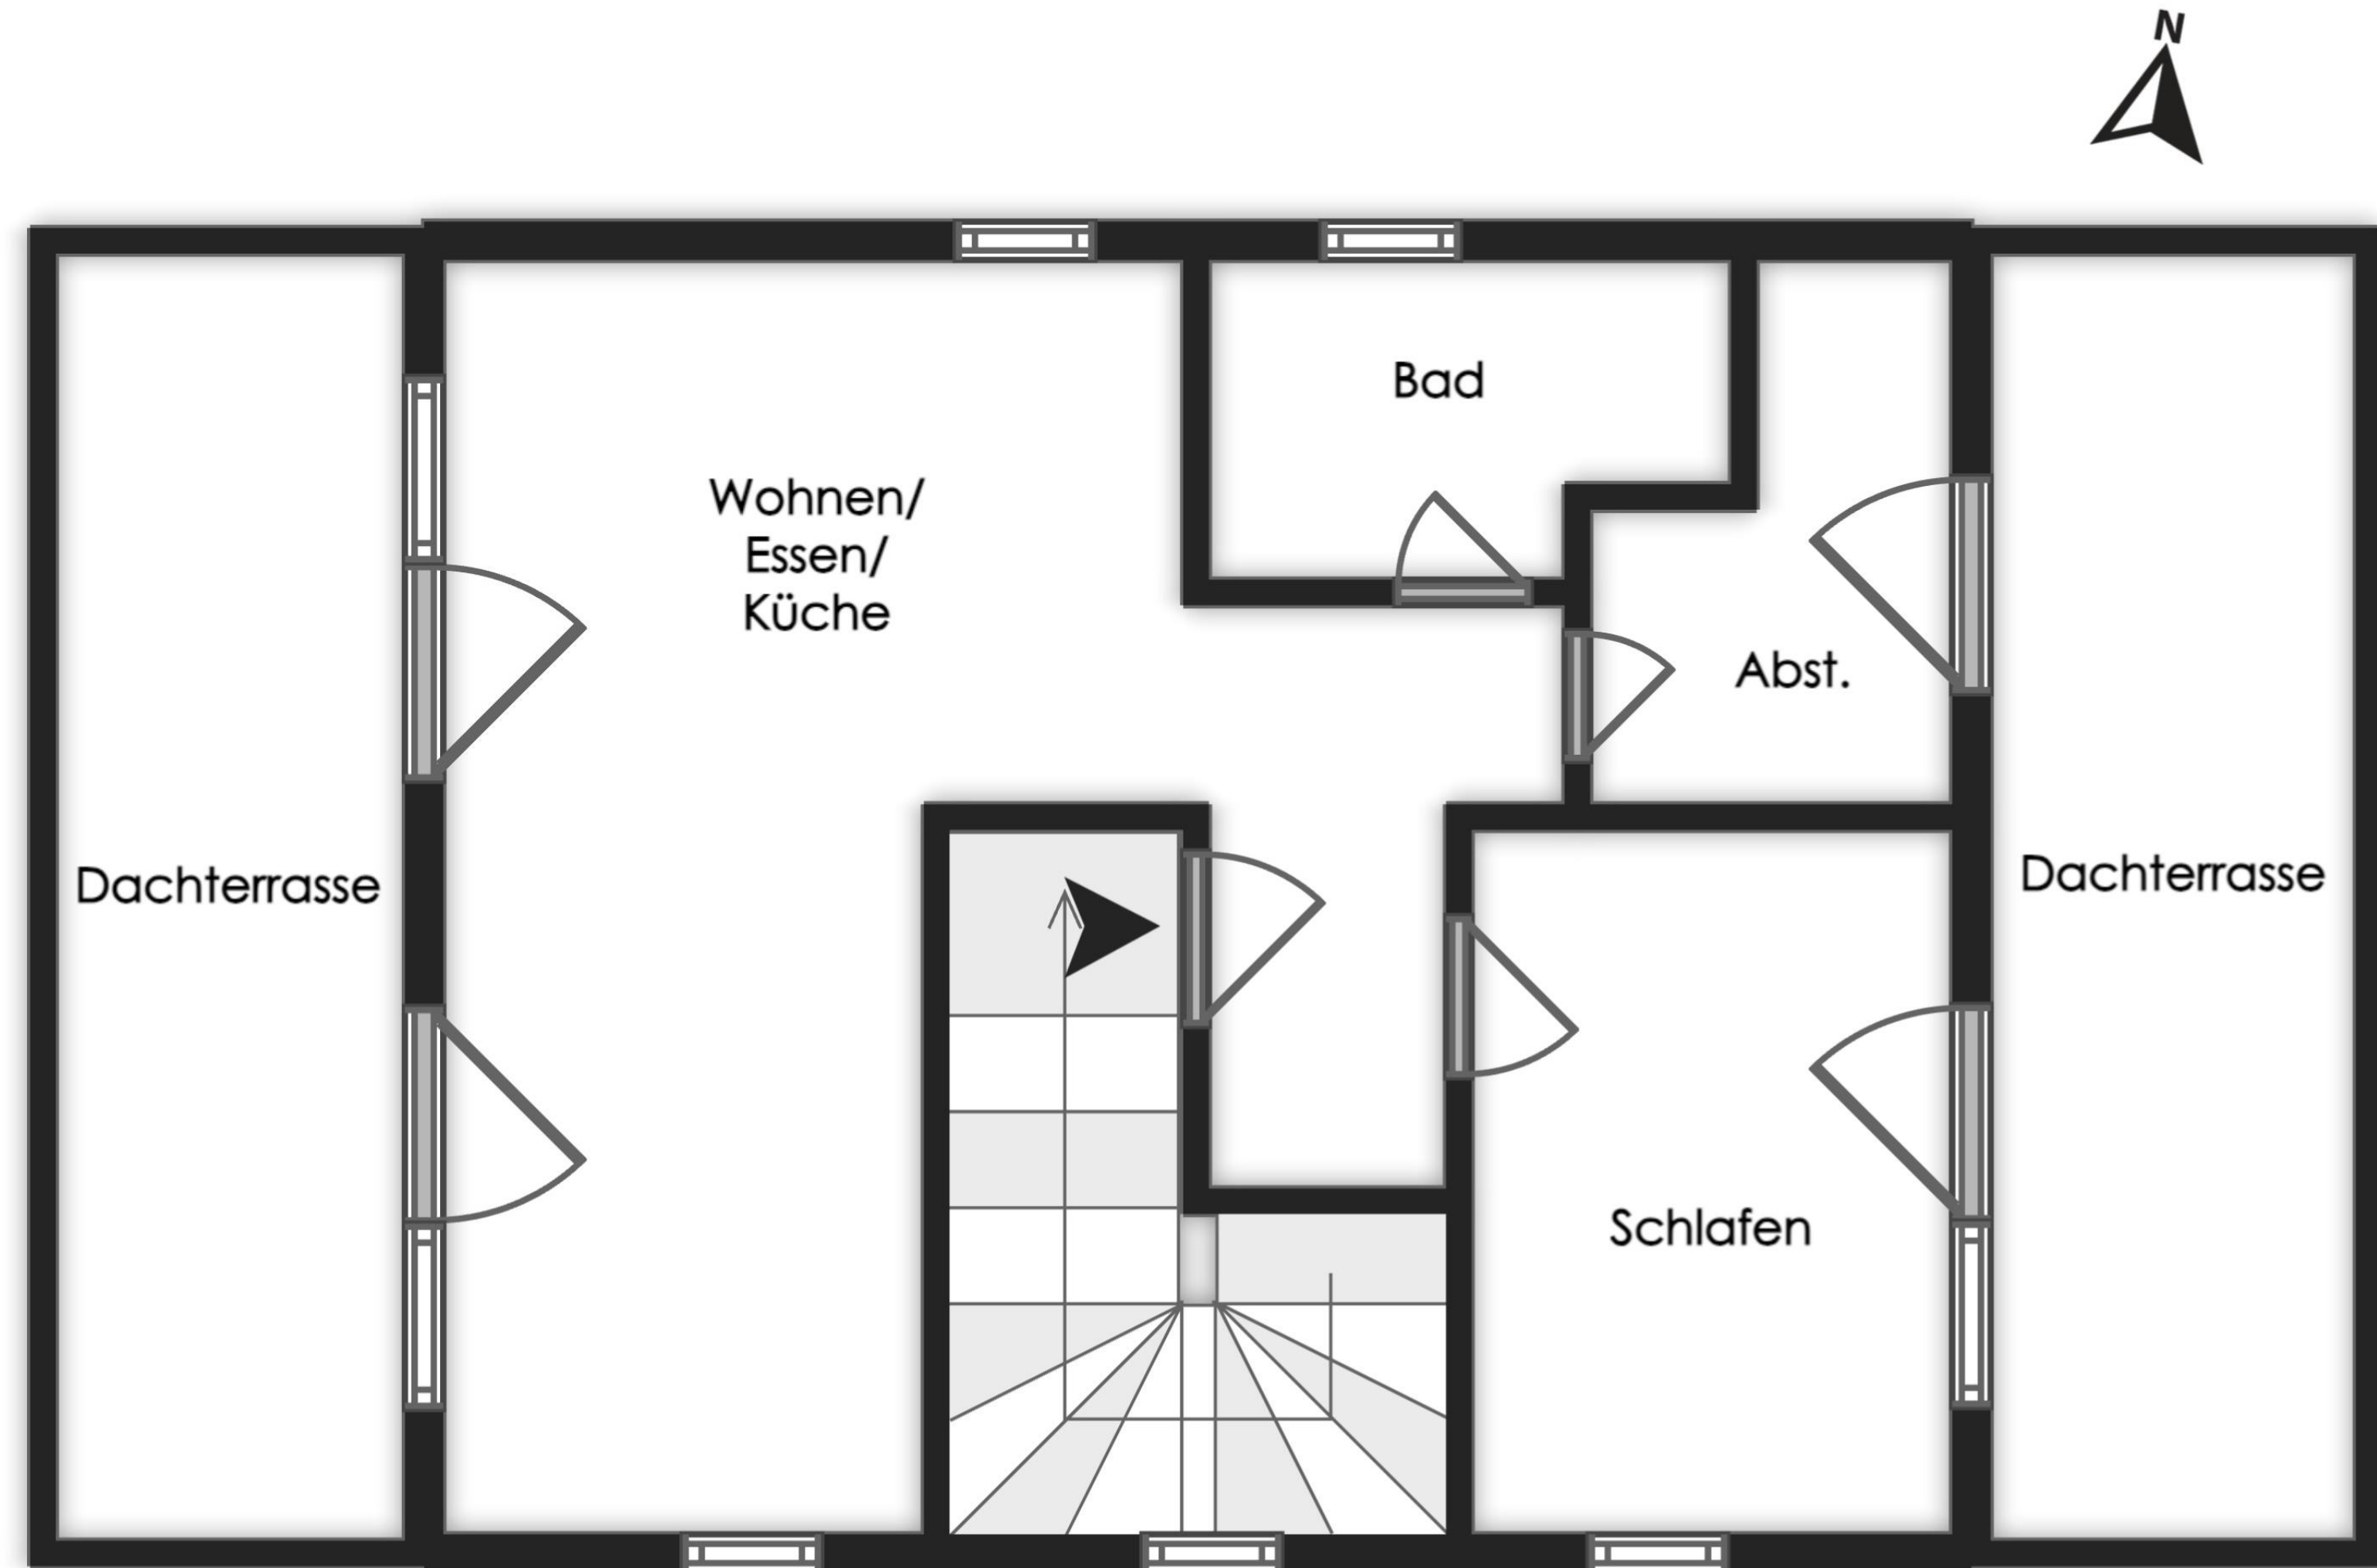 N
Bad
Wohnen/
Essen/
Küche
Abst.
Dachterrasse
Dachterrasse
Schlafen